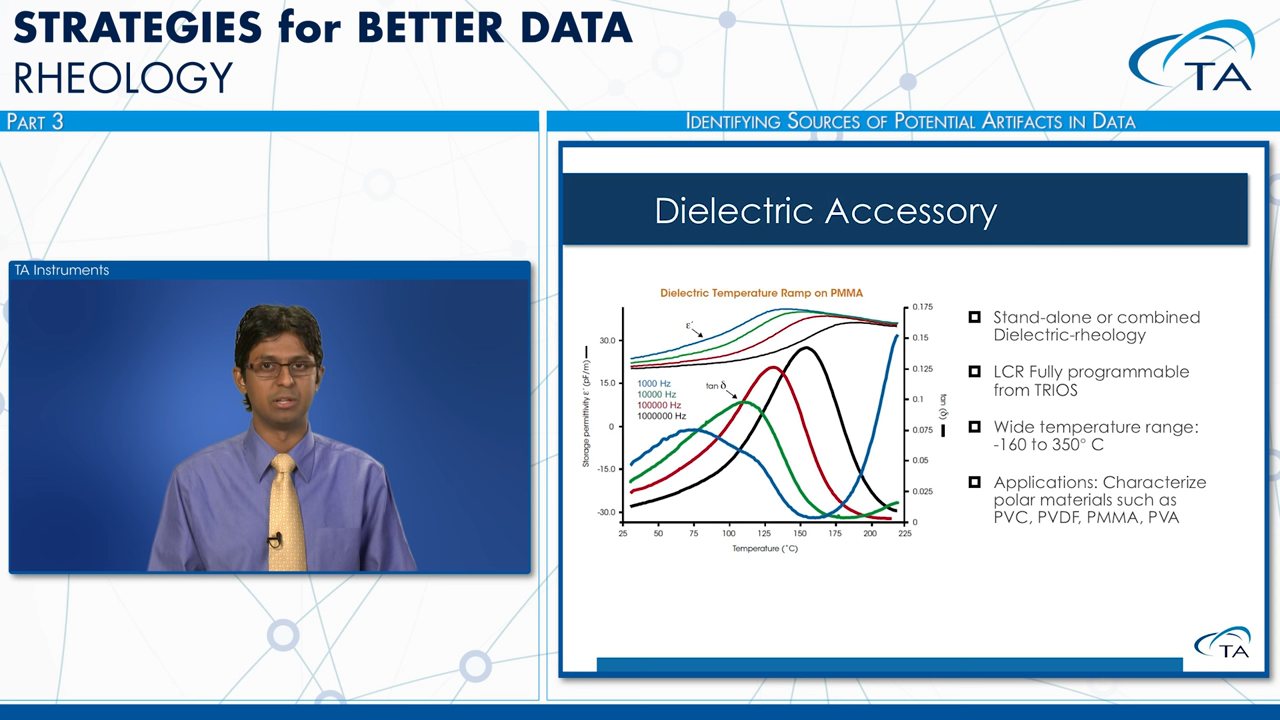 STRATEGIES for BETTER DATA
RHEOLOGY
TA
PART 3
IDENTIFYING SOURCES OF POTENTIAL ARTIFACTS IN DATA
TA Instruments
Dielectric Accessory
Dielectric Temperature Ramp on PMMA
Storage permittivity ε´ (pF/m)
30.0
15.0
0
-15.0
-30.0
ε´
tan δ
1000 Hz
10000 Hz
100000 Hz
1000000 Hz
0.175
0.15
0.125
0.1
0.075
0.05
0.025
0
tan (δ)
25 50 75 100 125 150 175 200 225
Temperature (˚C)
Stand-alone or combined
Dielectric-rheology
LCR Fully programmable
from TRIOS
Wide temperature range:
-160 to 350° C
Applications: Characterize
polar materials such as
PVC, PVDF, PMMA, PVA
TA